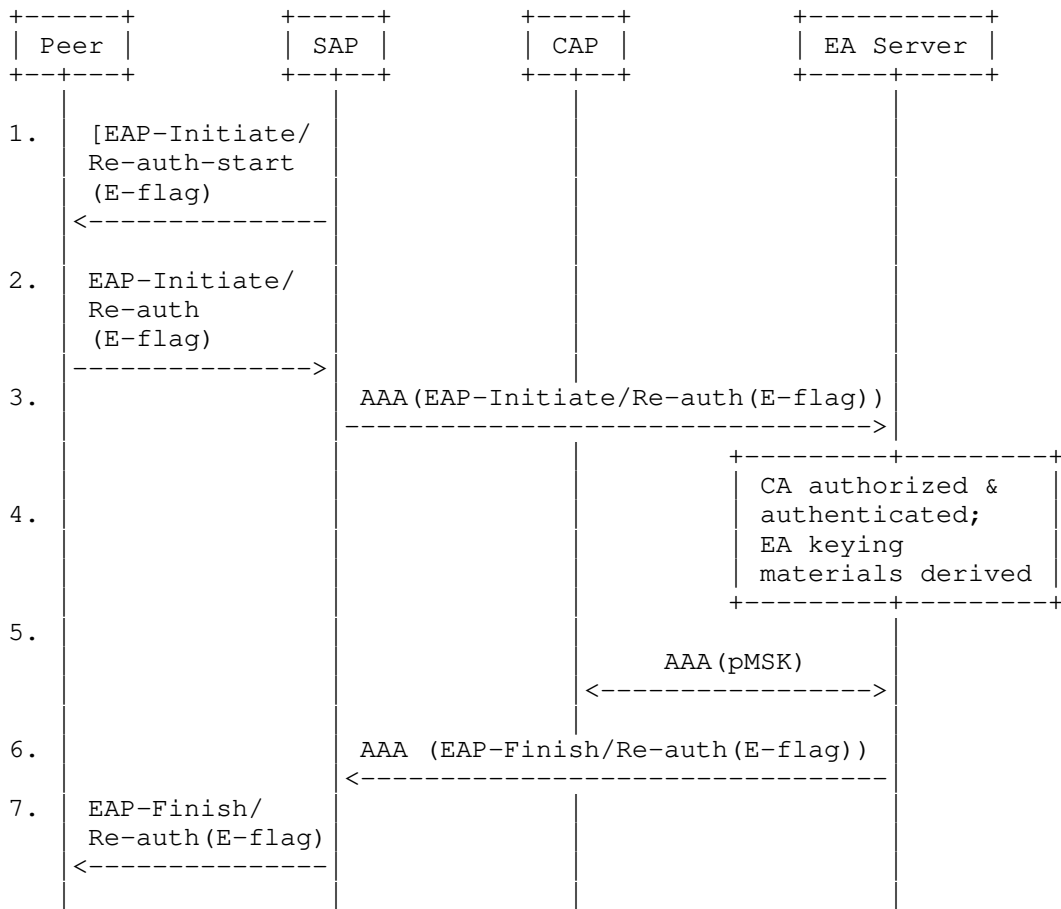 Peer SAP CAP EA Server
1. [EAP-Initiate/
Re-auth-start
(E-flag)
2. EAP-Initiate/
Re-auth
(E-flag)
3. AAA(EAP-Initiate/Re-auth(E-flag))
CA authorized &
4. authenticated;
EA keying
materials derived
5.
AAA(pMSK)
6. AAA (EAP-Finish/Re-auth(E-flag))
7. EAP-Finish/
Re-auth(E-flag)